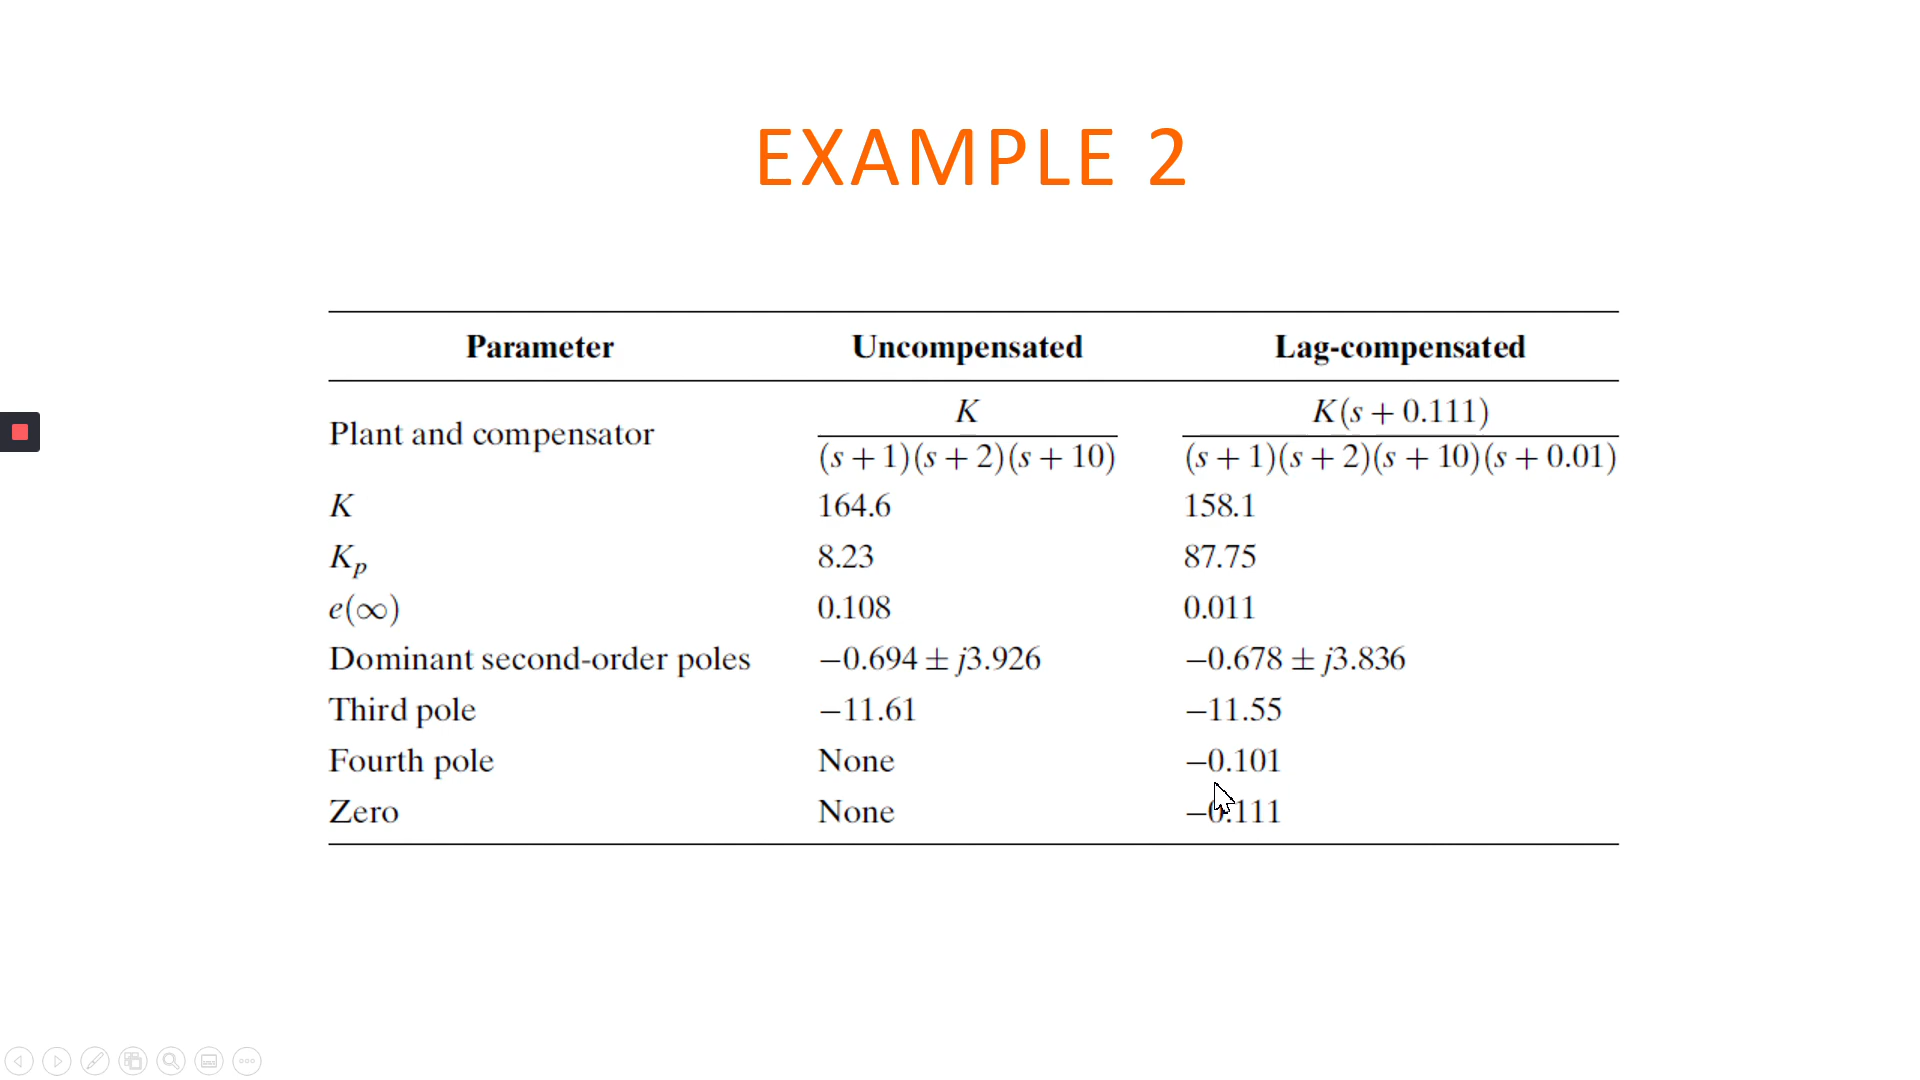 EXAMPLE 2
Parameter Uncompensated Lag-compensated
Plant and compensator K / (s + 1)(s + 2)(s + 10) K(s + 0.111) / (s + 1)(s + 2)(s + 10)(s + 0.01)
K 164.6 158.1
Kp 8.23 87.75
e(∞) 0.108 0.011
Dominant second-order poles −0.694 ± j3.926 −0.678 ± j3.836
Third pole −11.61 −11.55
Fourth pole None −0.101
Zero None −0.111